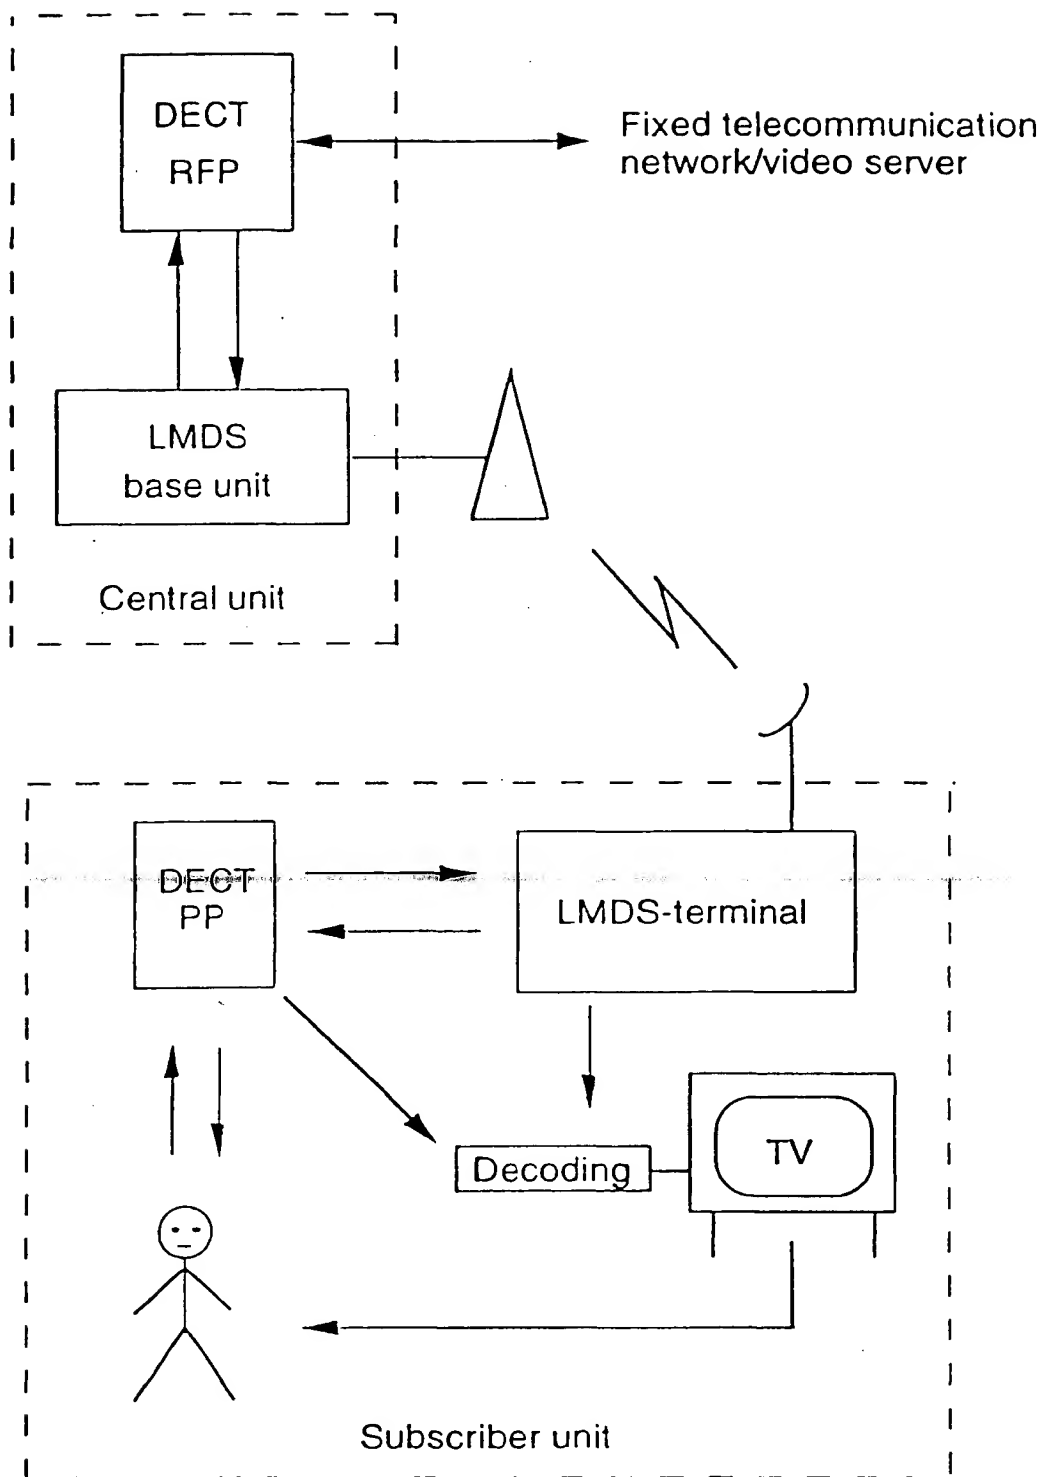 DECT
RFP
Fixed telecommunication
network/video server
LMDS
base unit
Central unit
DECT
PP
LMDS-terminal
Decoding
TV
Subscriber unit